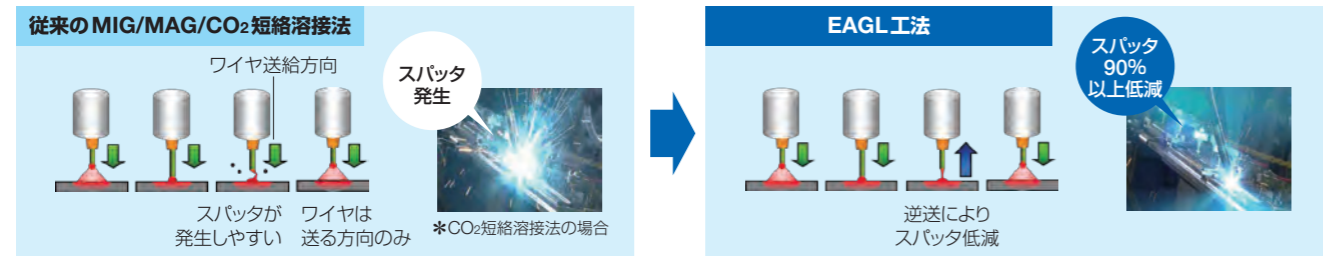 従来のMIG/MAG/CO2短絡溶接法
ワイヤ送給方向
スパッタ
発生
スパッタが
発生しやすい
ワイヤは
送る方向のみ
＊CO2短絡溶接法の場合
EAGL工法
スパッタ
90%
以上低減
逆送により
スパッタ低減